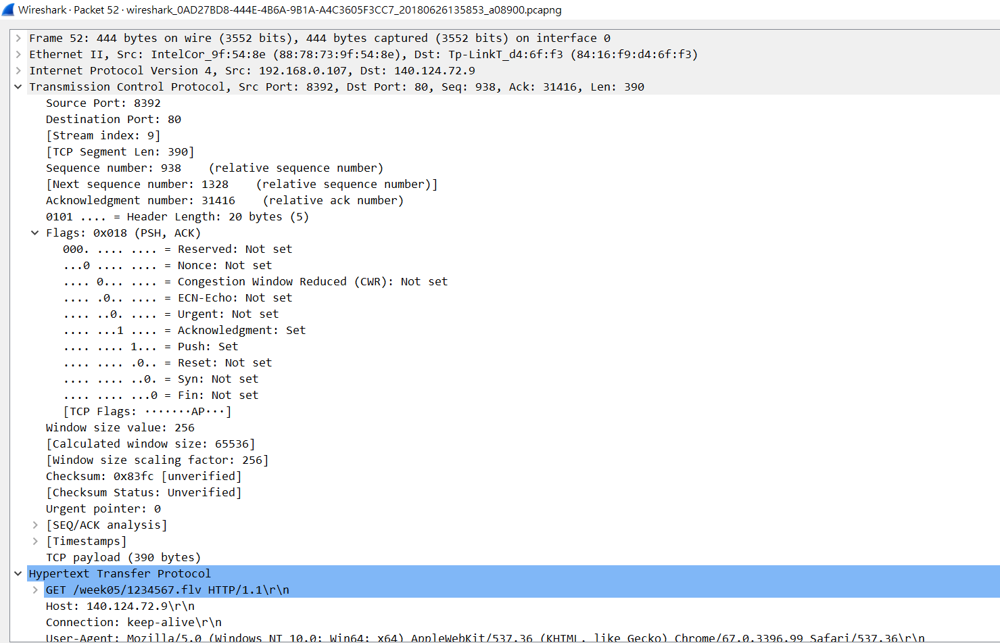 Wireshark · Packet 52 · wireshark_0AD27BD8-444E-4B6A-9B1A-A4C3605F3CC7_20180626135853_a08900.pcapng
Frame 52: 444 bytes on wire (3552 bits), 444 bytes captured (3552 bits) on interface 0
Ethernet II, Src: IntelCor_9f:54:8e (88:78:73:9f:54:8e), Dst: Tp-LinkT_d4:6f:f3 (84:16:f9:d4:6f:f3)
Internet Protocol Version 4, Src: 192.168.0.107, Dst: 140.124.72.9
Transmission Control Protocol, Src Port: 8392, Dst Port: 80, Seq: 938, Ack: 31416, Len: 390
Source Port: 8392
Destination Port: 80
[Stream index: 9]
[TCP Segment Len: 390]
Sequence number: 938    (relative sequence number)
[Next sequence number: 1328    (relative sequence number)]
Acknowledgment number: 31416    (relative ack number)
0101 .... = Header Length: 20 bytes (5)
Flags: 0x018 (PSH, ACK)
000. .... .... = Reserved: Not set
...0 .... .... = Nonce: Not set
.... 0... .... = Congestion Window Reduced (CWR): Not set
.... .0.. .... = ECN-Echo: Not set
.... ..0. .... = Urgent: Not set
.... ...1 .... = Acknowledgment: Set
.... .... 1... = Push: Set
.... .... .0.. = Reset: Not set
.... .... ..0. = Syn: Not set
.... .... ...0 = Fin: Not set
[TCP Flags: ·······AP···]
Window size value: 256
[Calculated window size: 65536]
[Window size scaling factor: 256]
Checksum: 0x83fc [unverified]
[Checksum Status: Unverified]
Urgent pointer: 0
[SEQ/ACK analysis]
[Timestamps]
TCP payload (390 bytes)
Hypertext Transfer Protocol
GET /week05/1234567.flv HTTP/1.1\r\n
Host: 140.124.72.9\r\n
Connection: keep-alive\r\n
User-Agent: Mozilla/5.0 (Windows NT 10.0; Win64; x64) AppleWebKit/537.36 (KHTML, like Gecko) Chrome/67.0.3396.99 Safari/537.36\r\n